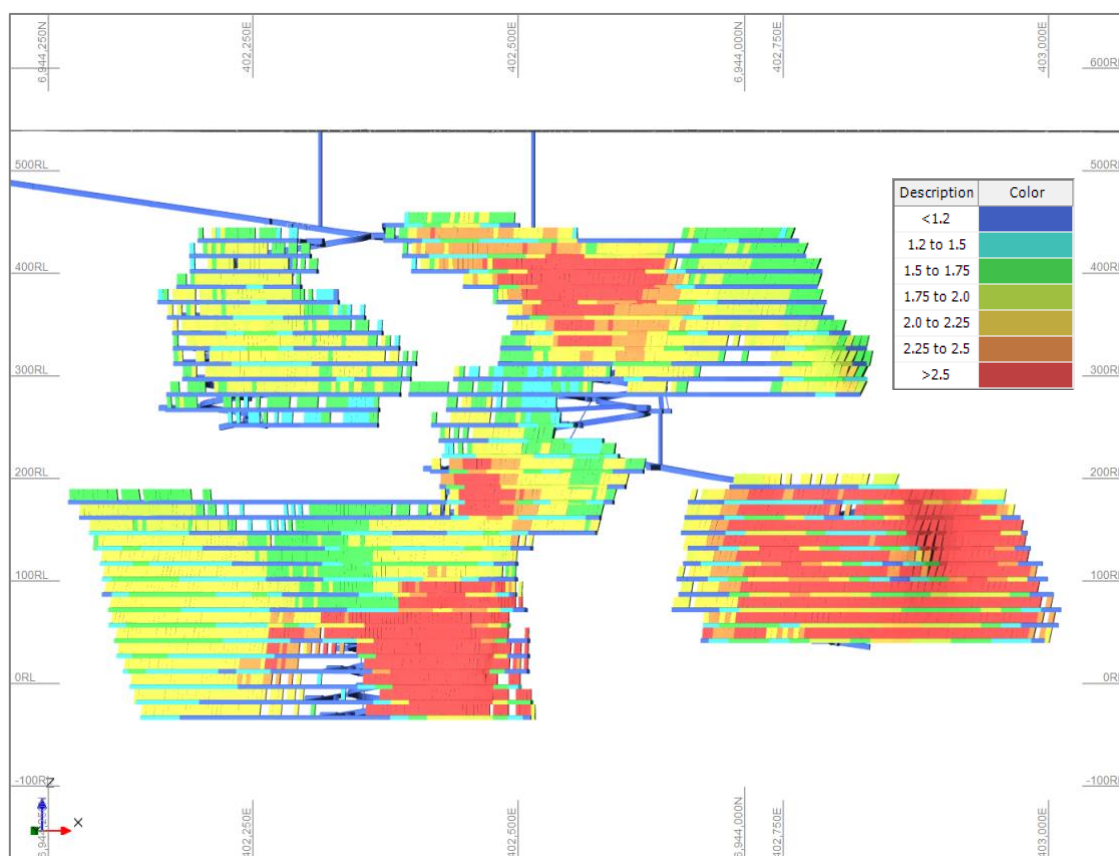 6,944,250N
402,250E
402,500E
6,944,000N
402,750E
403,000E
600RL
500RL
500RL
Description Color
<1.2
1.2 to 1.5
1.5 to 1.75
1.75 to 2.0
2.0 to 2.25
2.25 to 2.5
>2.5
400RL
400RL
300RL
300RL
200RL
200RL
100RL
100RL
0RL
0RL
-100RL
-100RL
Z
X
402,250E
402,500E
6,944,000N
402,750E
403,000E